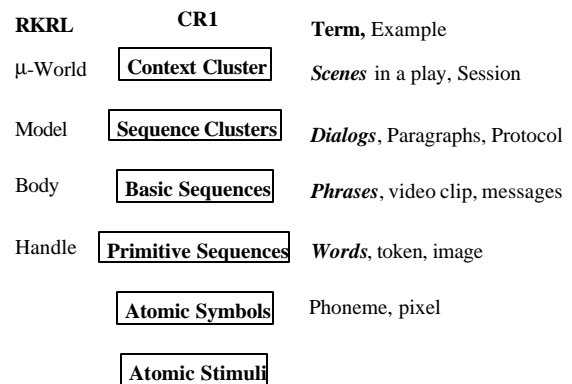 RKRL CR1 Term, Example
μ-World Context Cluster Scenes in a play, Session
Model Sequence Clusters Dialogs, Paragraphs, Protocol
Body Basic Sequences Phrases, video clip, messages
Handle Primitive Sequences Words, token, image
Atomic Symbols Phoneme, pixel
Atomic Stimuli